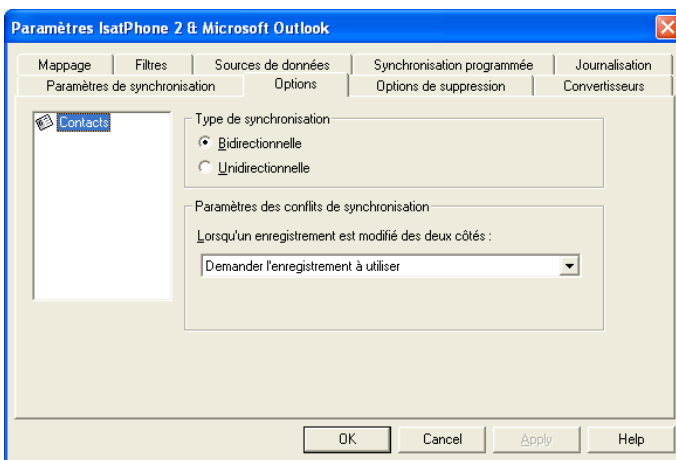 Paramètres IsatPhone 2 & Microsoft Outlook
Mappage Filtres Sources de données Synchronisation programmée Journalisation
Paramètres de synchronisation Options Options de suppression Convertisseurs
Contacts
Type de synchronisation
Bidirectionnelle
Unidirectionnelle
Paramètres des conflits de synchronisation
Lorsqu'un enregistrement est modifié des deux côtés :
Demander l'enregistrement à utiliser
OK Cancel Apply Help